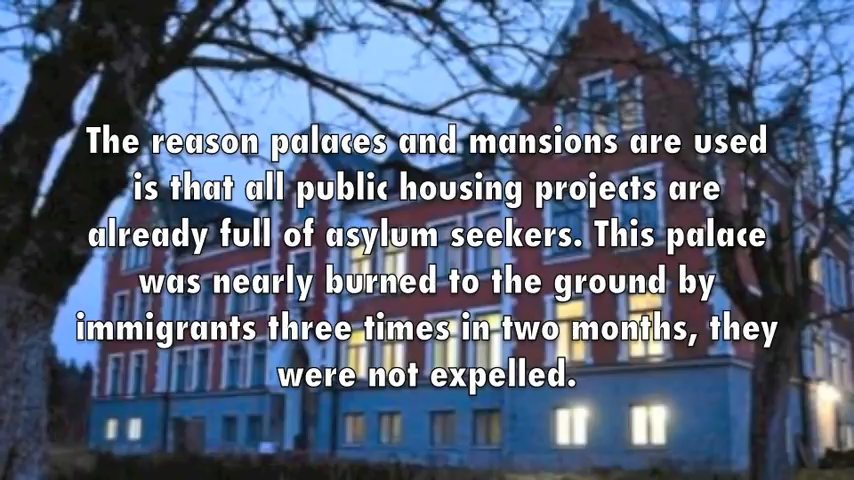 The reason palaces and mansions are used
is that all public housing projects are
already full of asylum seekers. This palace
was nearly burned to the ground by
immigrants three times in two months, they
were not expelled.